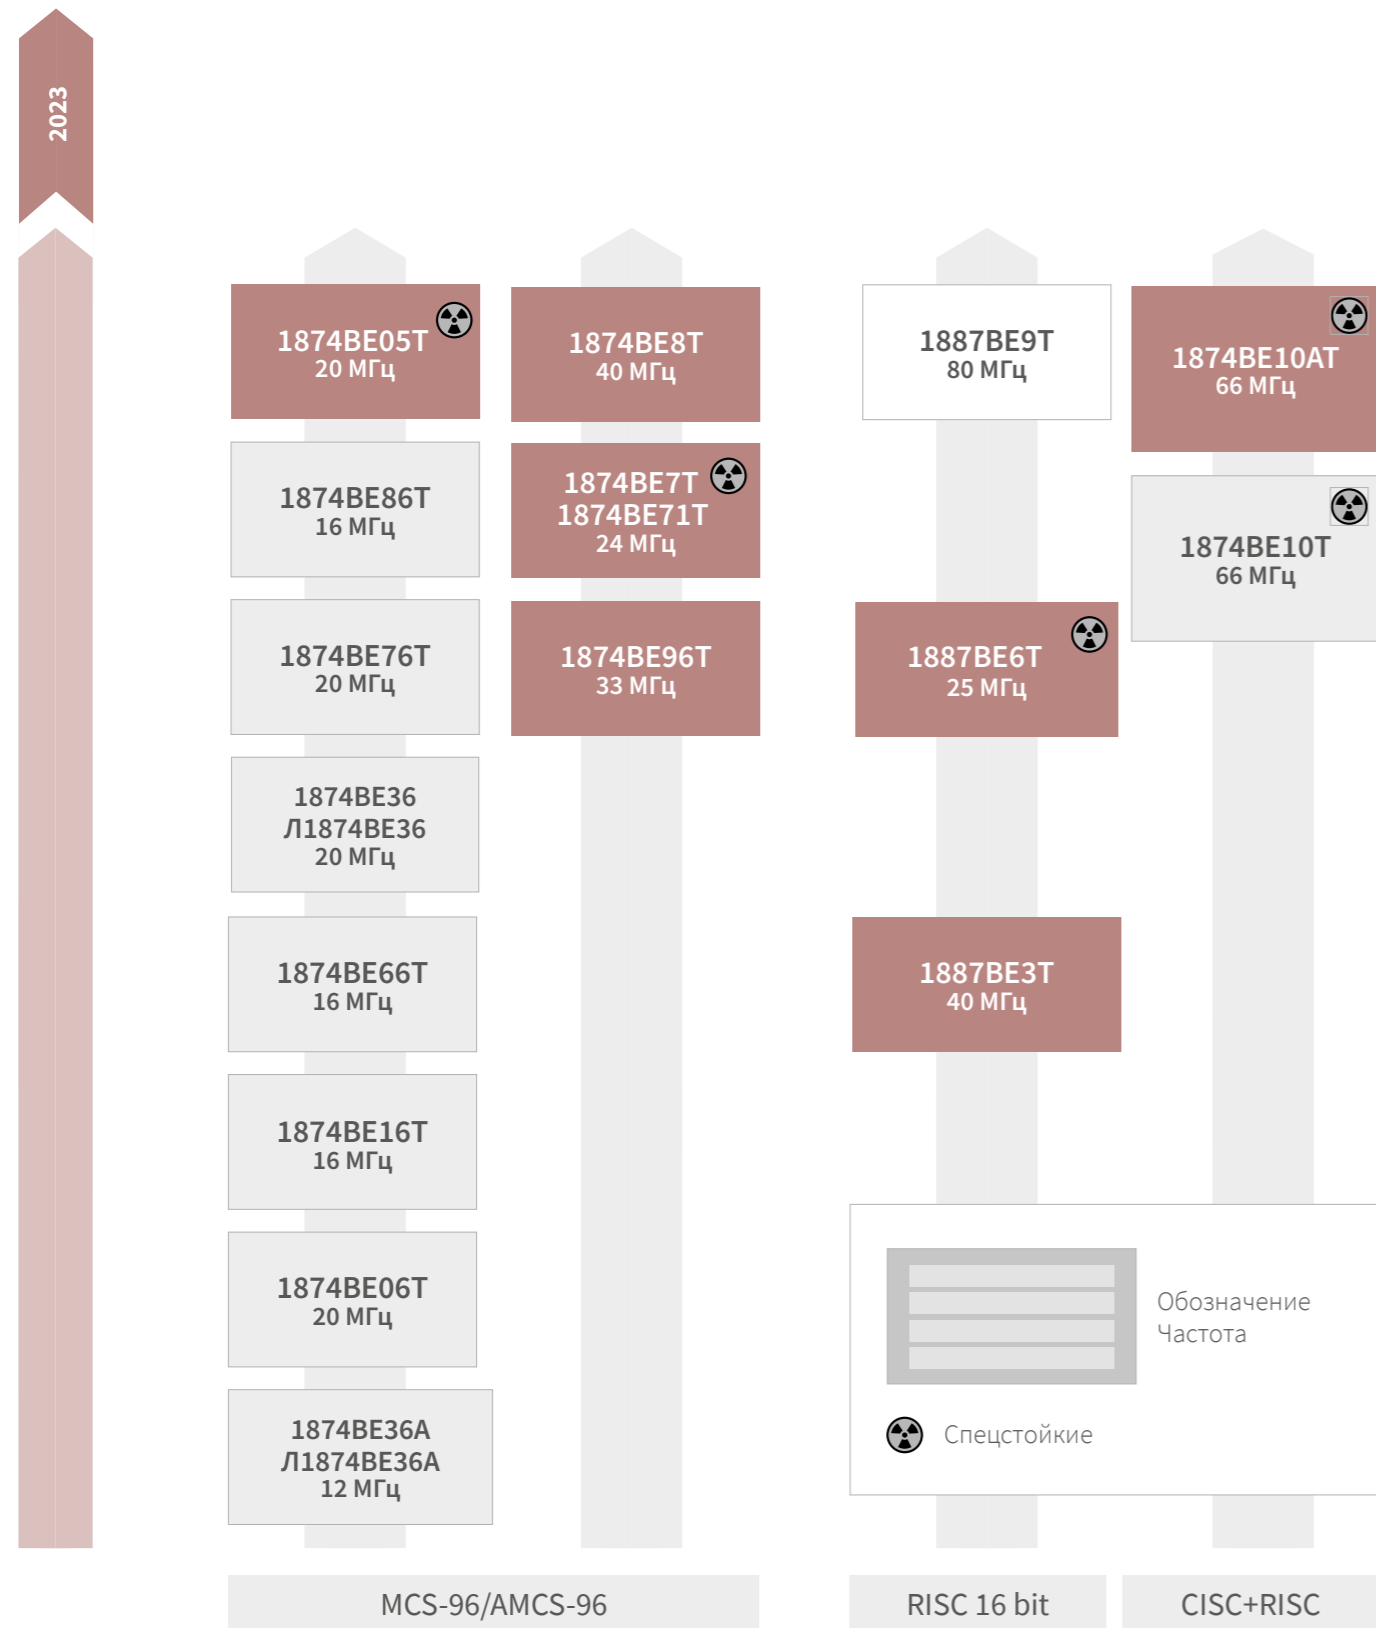 2023
1874ВЕ05Т
20 МГц
1874ВЕ86Т
16 МГц
1874ВЕ76Т
20 МГц
1874ВЕ36
Л1874ВЕ36
20 МГц
1874ВЕ66Т
16 МГц
1874ВЕ16Т
16 МГц
1874ВЕ06Т
20 МГц
1874ВЕ36А
Л1874ВЕ36А
12 МГц
1874ВЕ8Т
40 МГц
1874ВЕ7Т
1874ВЕ71Т
24 МГц
1874ВЕ96Т
33 МГц
MCS-96/AMCS-96
1887ВЕ9Т
80 МГц
1887ВЕ6Т
25 МГц
1887ВЕ3Т
40 МГц
RISC 16 bit
1874ВЕ10АТ
66 МГц
1874ВЕ10Т
66 МГц
CISC+RISC
Обозначение
Частота
Спецстойкие